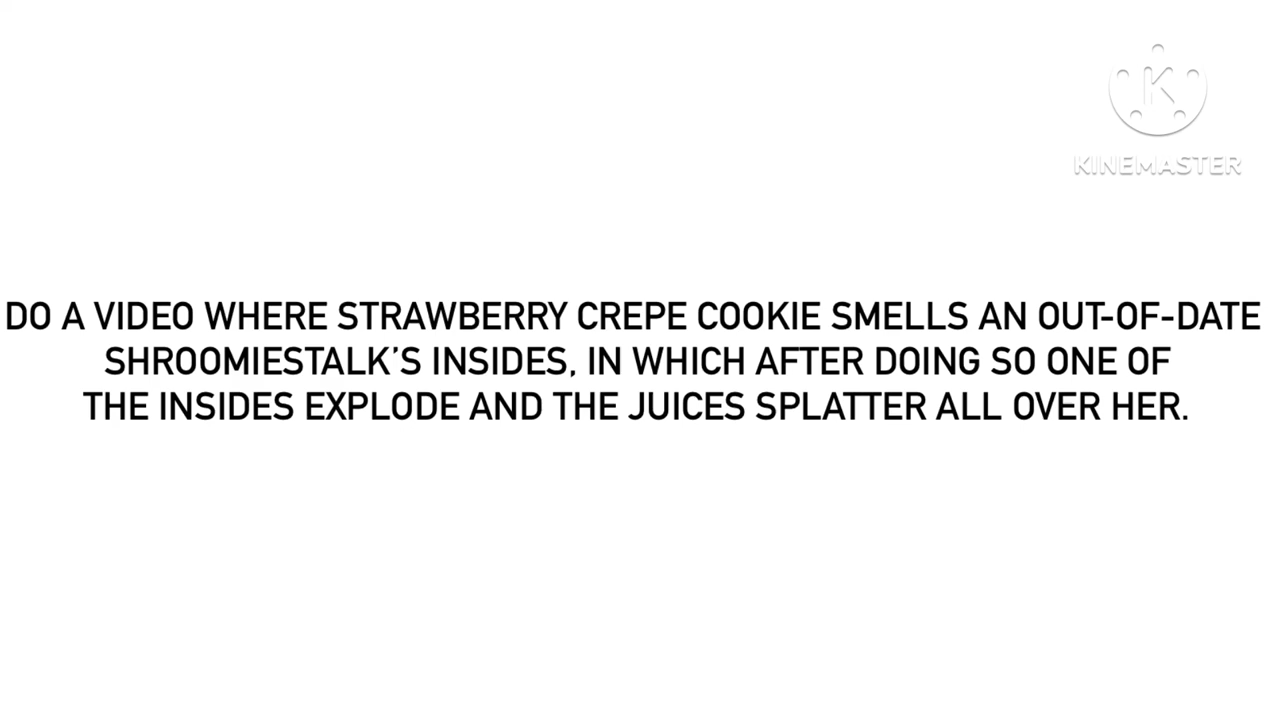 K
KINEMASTER
DO A VIDEO WHERE STRAWBERRY CREPE COOKIE SMELLS AN OUT-OF-DATE
SHROOMIESTALK’S INSIDES, IN WHICH AFTER DOING SO ONE OF
THE INSIDES EXPLODE AND THE JUICES SPLATTER ALL OVER HER.